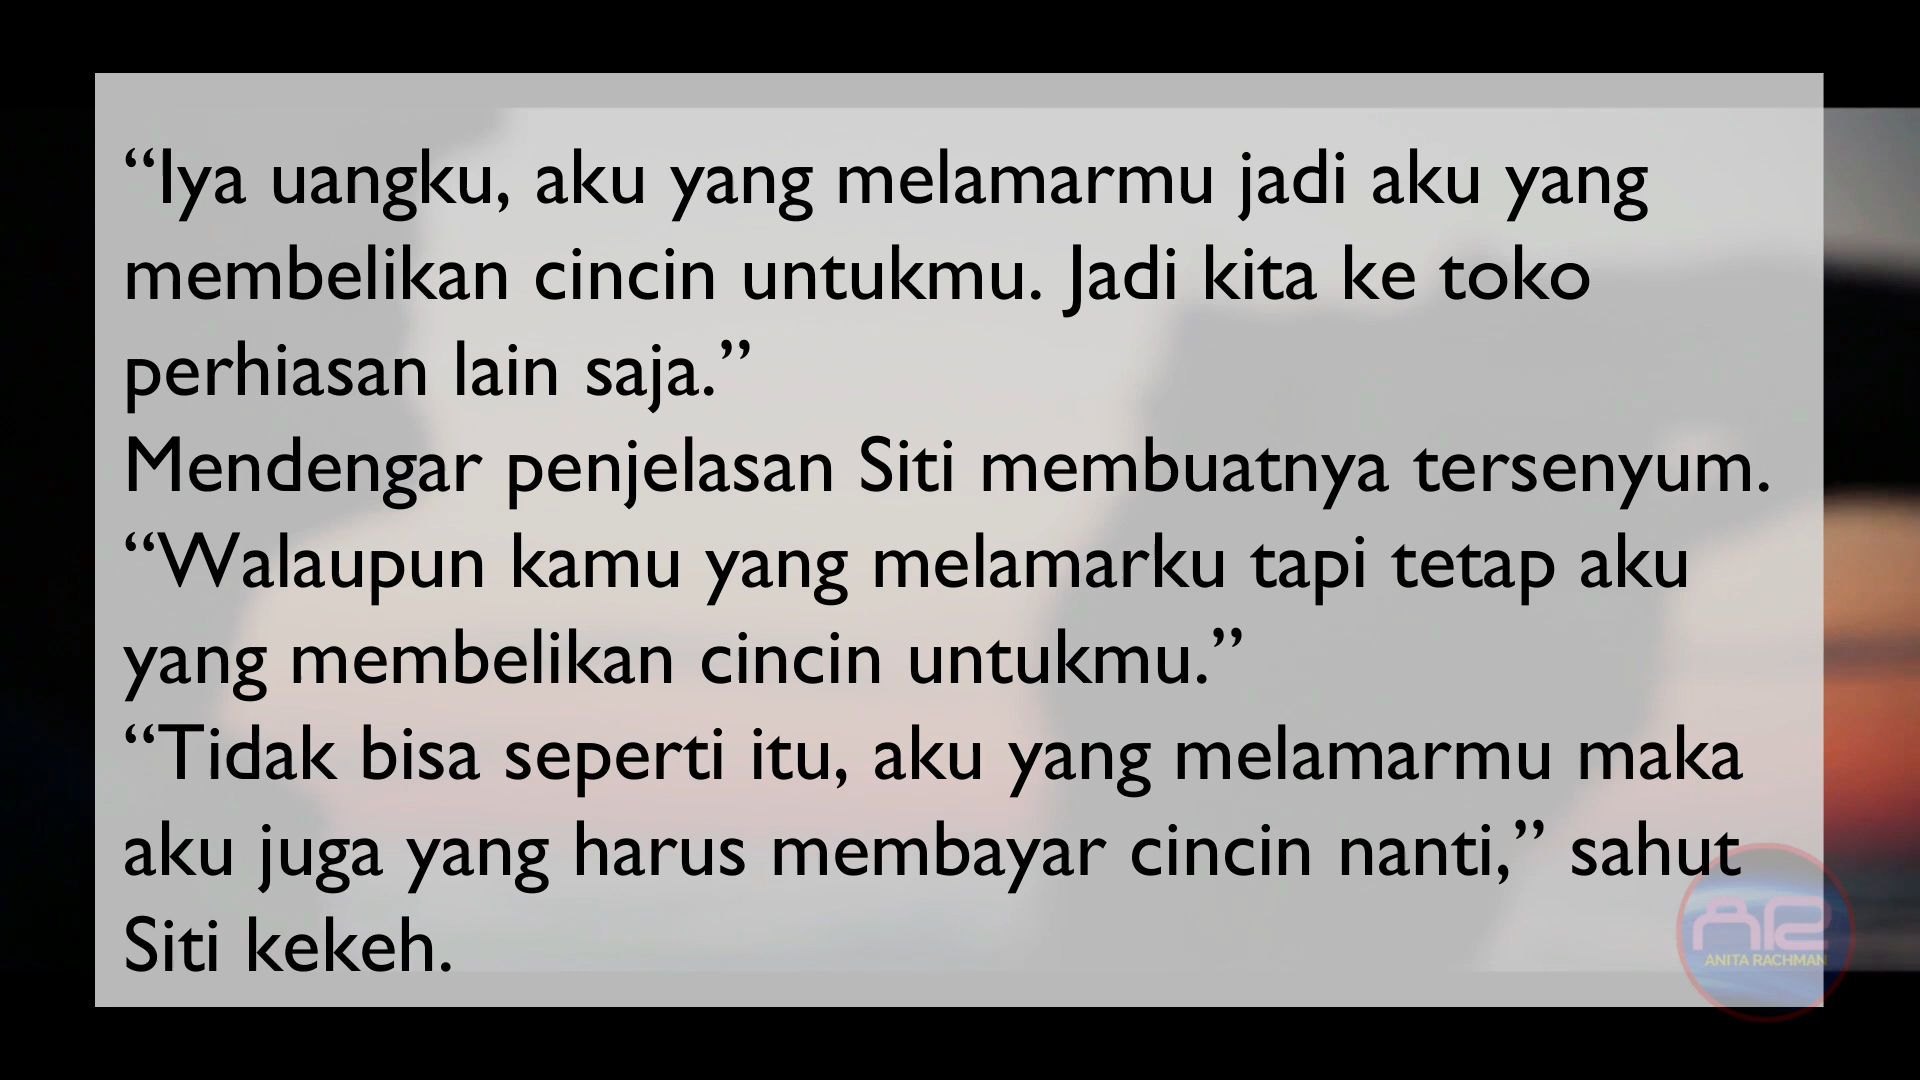 “Iya uangku, aku yang melamarmu jadi aku yang
membelikan cincin untukmu. Jadi kita ke toko
perhiasan lain saja.”
Mendengar penjelasan Siti membuatnya tersenyum.
“Walaupun kamu yang melamarku tapi tetap aku
yang membelikan cincin untukmu.”
“Tidak bisa seperti itu, aku yang melamarmu maka
aku juga yang harus membayar cincin nanti,” sahut
Siti kekeh.
AR
ANITA RACHMAN